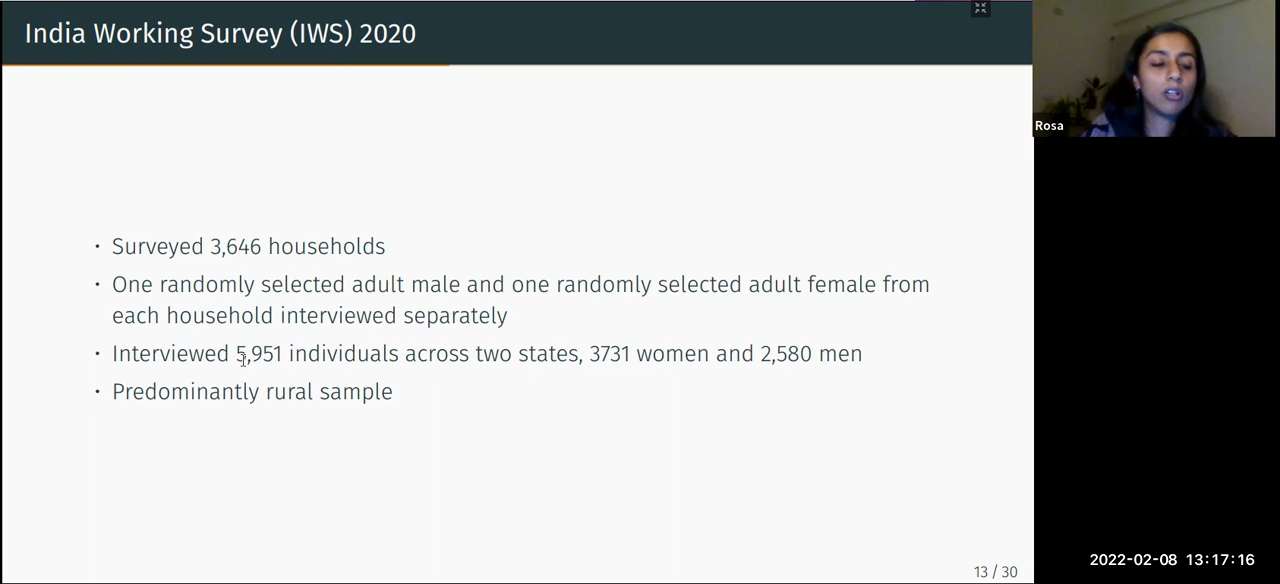 India Working Survey (IWS) 2020
Rosa
• Surveyed 3,646 households
• One randomly selected adult male and one randomly selected adult female from
each household interviewed separately
• Interviewed 5,951 individuals across two states, 3731 women and 2,580 men
• Predominantly rural sample
13 / 30
2022-02-08 13:17:16